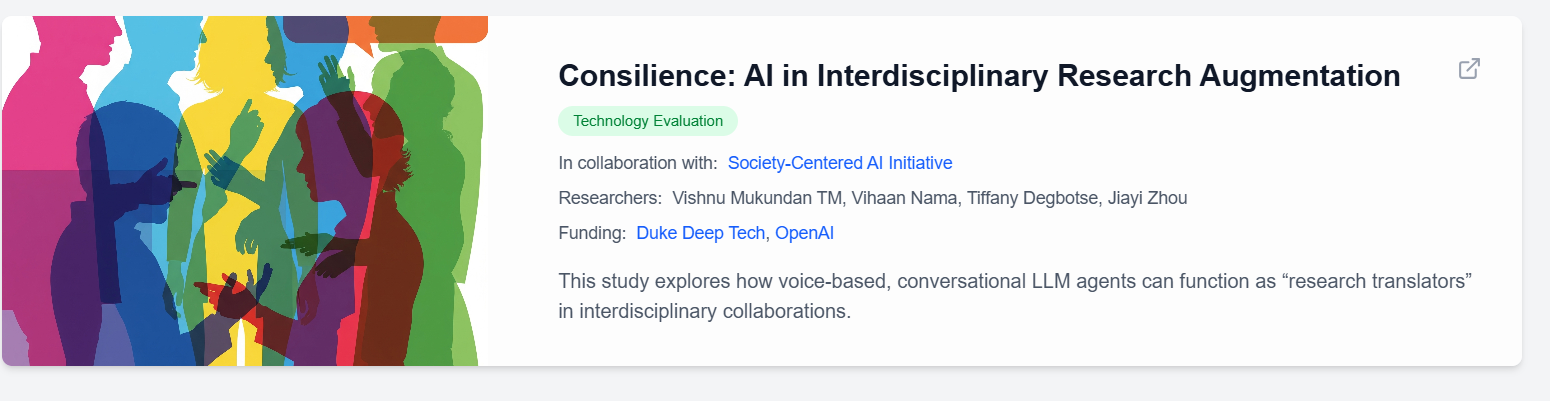 Consilience: AI in Interdisciplinary Research Augmentation
Technology Evaluation
In collaboration with: Society-Centered AI Initiative
Researchers: Vishnu Mukundan TM, Vihaan Nama, Tiffany Degbotse, Jiayi Zhou
Funding: Duke Deep Tech, OpenAI
This study explores how voice-based, conversational LLM agents can function as “research translators”
in interdisciplinary collaborations.